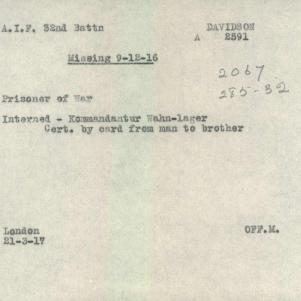 A.I.F. 32nd Battn DAVIDSON
A 2591
Missing 9-12-16
2067
285-32
Prisoner of War
Interned - Kommandantur Wahn-lager
Cert. by card from man to brother
London OFF.M.
21-3-17